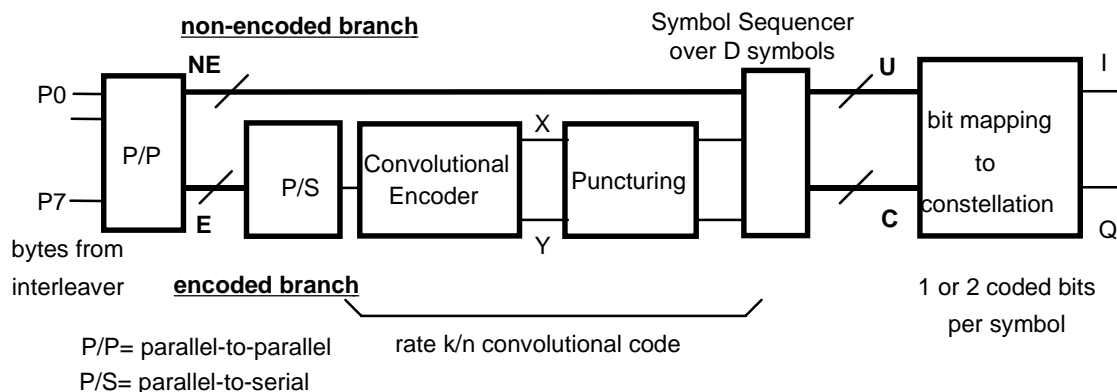 non-encoded branch
Symbol Sequencer
over D symbols
NE
U
I
P0
P/P
P7
E
P/S
Convolutional
Encoder
X
Y
Puncturing
C
bit mapping
to
constellation
Q
bytes from
interleaver
encoded branch
1 or 2 coded bits
per symbol
P/P= parallel-to-parallel
rate k/n convolutional code
P/S= parallel-to-serial